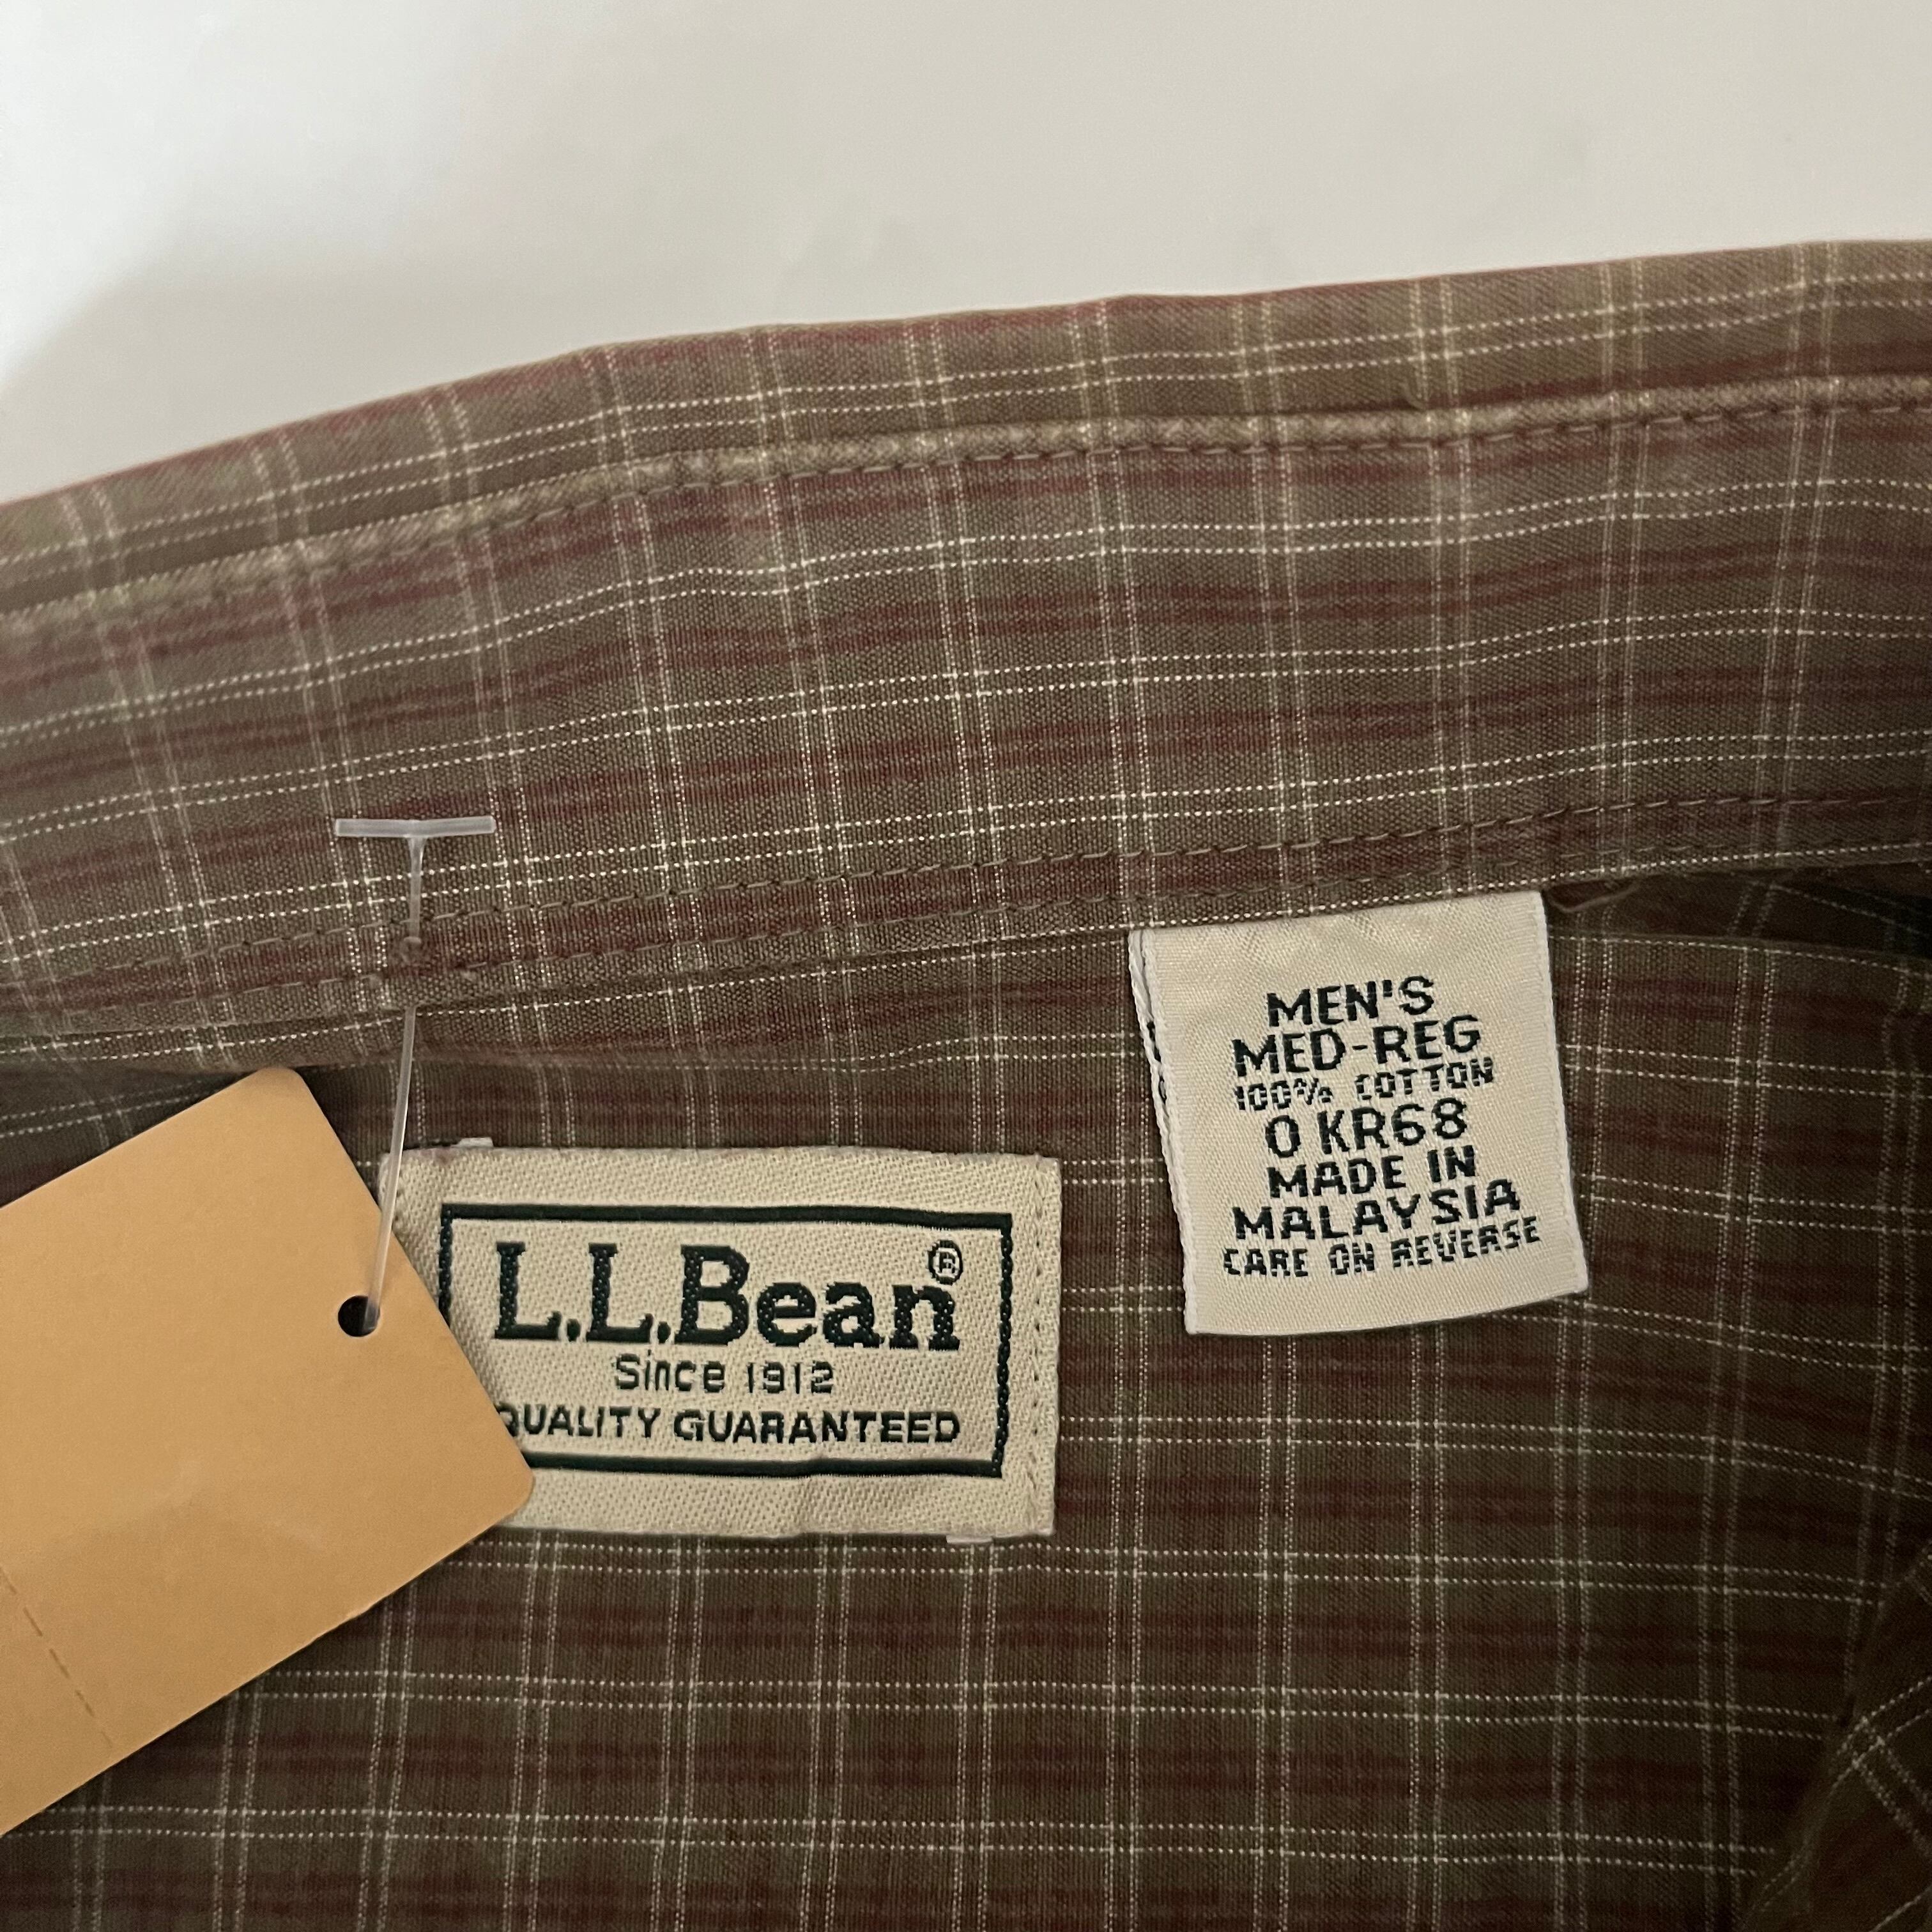 L.L.Bean®
Since 1912
QUALITY GUARANTEED
MEN'S
MED-REG
100% COTTON
0 KR68
MADE IN
MALAYSIA
CARE ON REVERSE